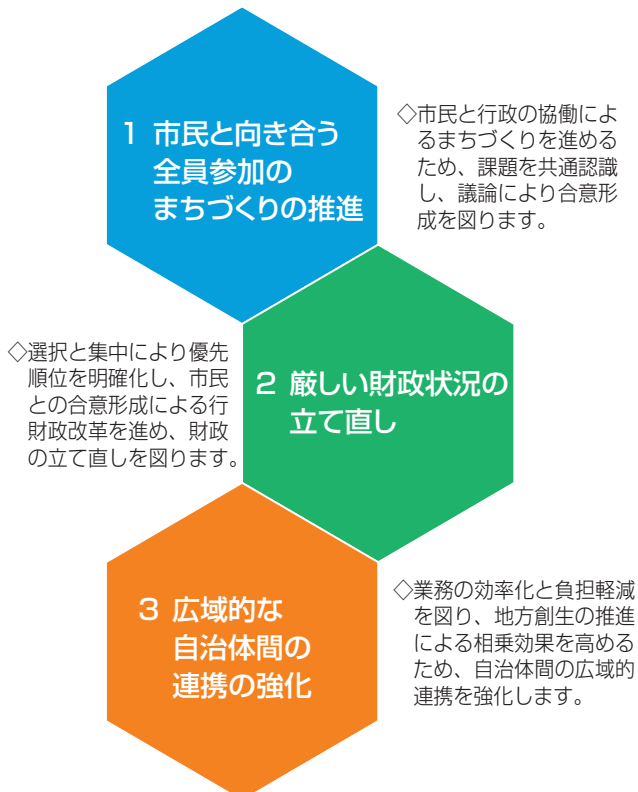 1 市民と向き合う
全員参加の
まちづくりの推進
◇市民と行政の協働によ
るまちづくりを進める
ため、課題を共通認識
し、議論により合意形
成を図ります。
2 厳しい財政状況の
立て直し
◇選択と集中により優先
順位を明確化し、市民
との合意形成による行
財政改革を進め、財政
の立て直しを図ります。
3 広域的な
自治体間の
連携の強化
◇業務の効率化と負担軽減
を図り、地方創生の推進
による相乗効果を高める
ため、自治体間の広域的
連携を強化します。